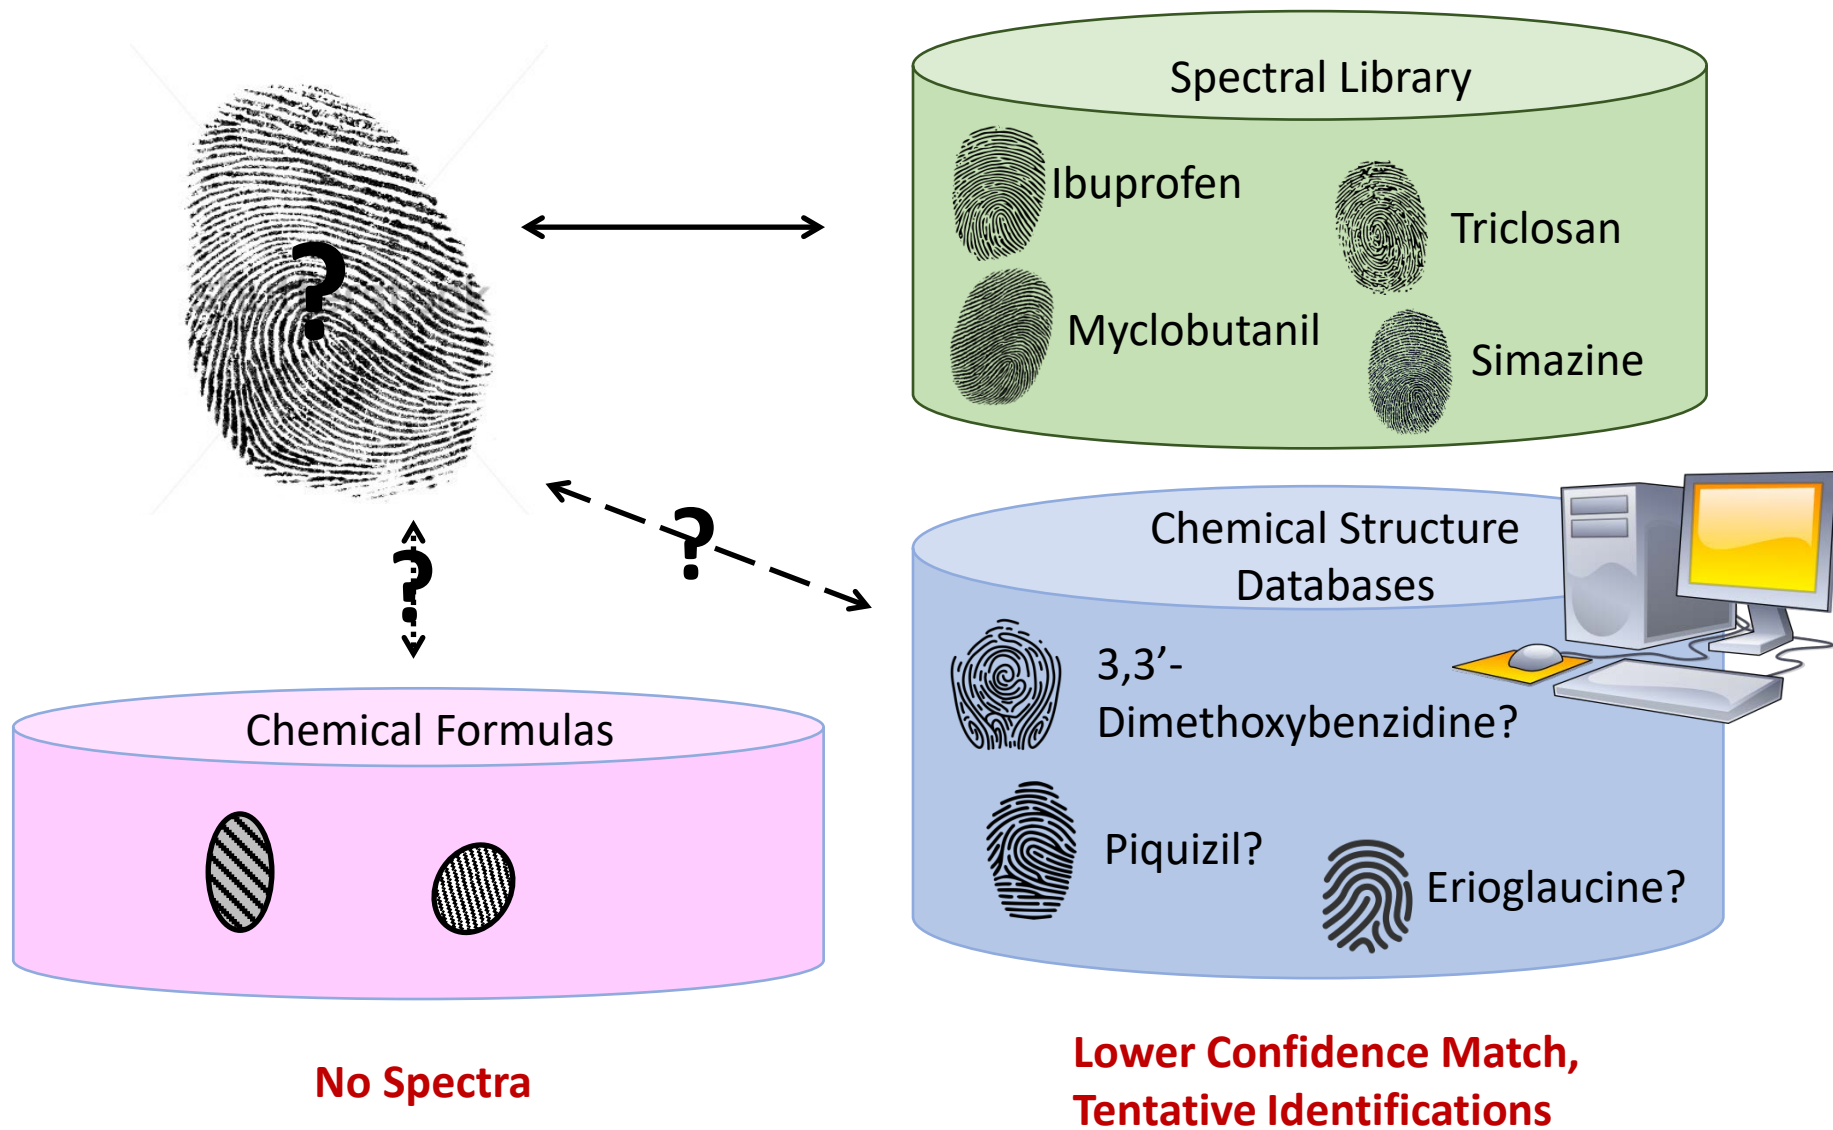 Spectral Library
Ibuprofen
Triclosan
Myclobutanil
Simazine
?
?
?
Chemical Structure
Databases
3,3’-
Dimethoxybenzidine?
Piquizil?
Erioglaucine?
Chemical Formulas
No Spectra
Lower Confidence Match,
Tentative Identifications